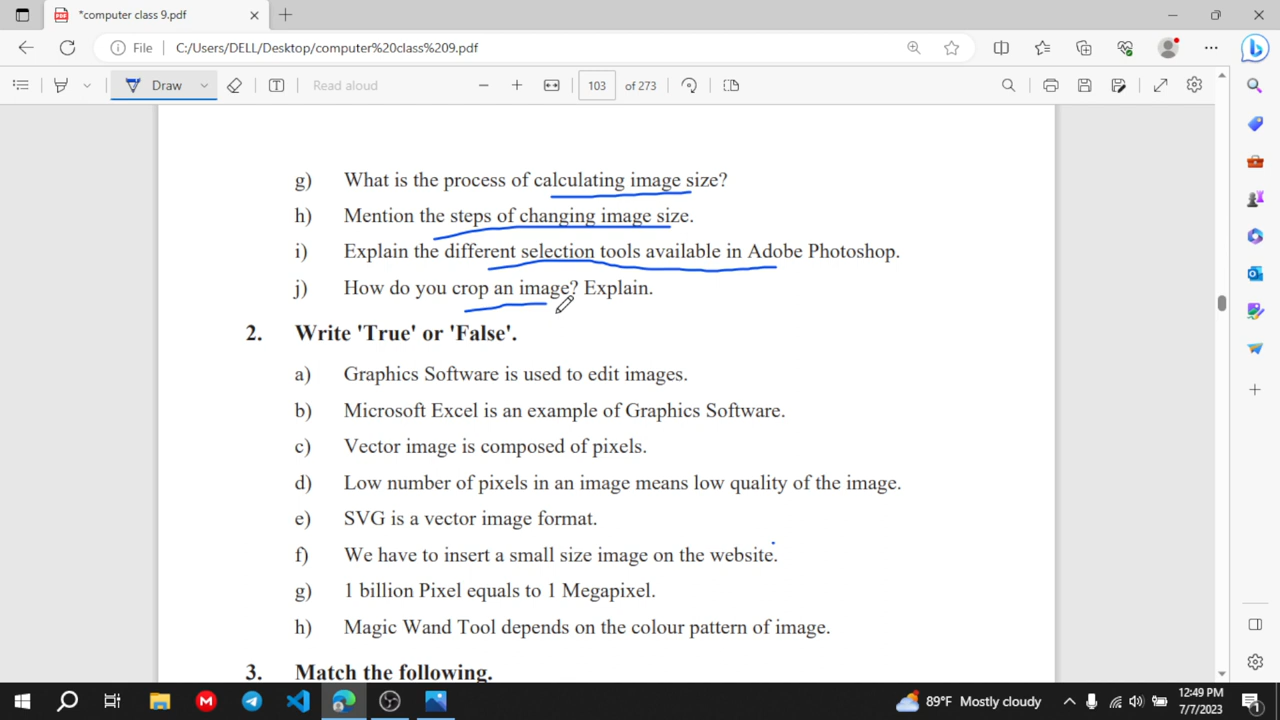 *computer class 9.pdf
File C:/Users/DELL/Desktop/computer%20class%209.pdf
Draw Read aloud 103 of 273
g) What is the process of calculating image size?
h) Mention the steps of changing image size.
i) Explain the different selection tools available in Adobe Photoshop.
j) How do you crop an image? Explain.
2. Write 'True' or 'False'.
a) Graphics Software is used to edit images.
b) Microsoft Excel is an example of Graphics Software.
c) Vector image is composed of pixels.
d) Low number of pixels in an image means low quality of the image.
e) SVG is a vector image format.
f) We have to insert a small size image on the website.
g) 1 billion Pixel equals to 1 Megapixel.
h) Magic Wand Tool depends on the colour pattern of image.
3. Match the following.
89°F Mostly cloudy 12:49 PM
7/7/2023